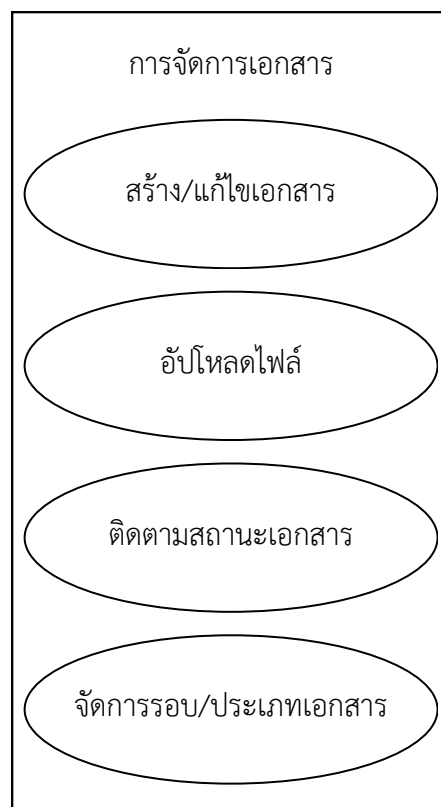 การจัดการเอกสาร
สร้าง/แก้ไขเอกสาร
อัปโหลดไฟล์
ติดตามสถานะเอกสาร
จัดการรอบ/ประเภทเอกสาร